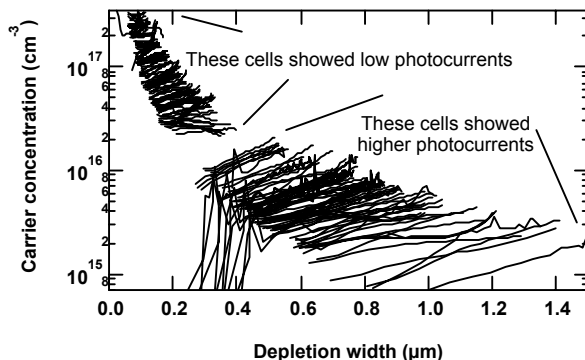 Carrier concentration (cm⁻³)
10¹⁷
8
6
4
2
10¹⁶
8
6
4
2
10¹⁵
2
These cells showed low photocurrents
These cells showed
higher photocurrents
0.0 0.2 0.4 0.6 0.8 1.0 1.2 1.4
Depletion width (µm)